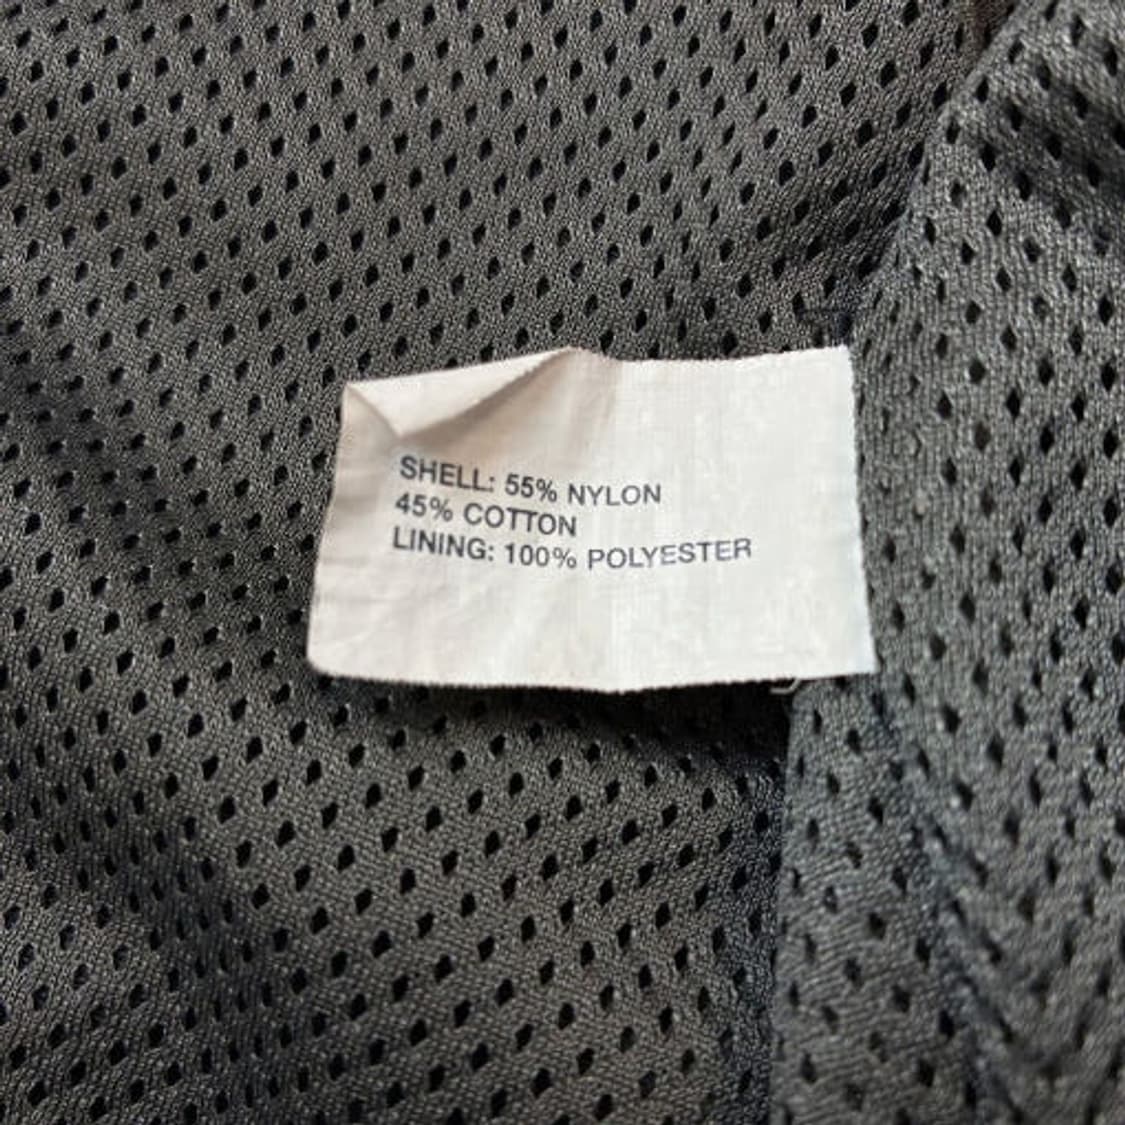 SHELL: 55% NYLON
45% COTTON
LINING: 100% POLYESTER